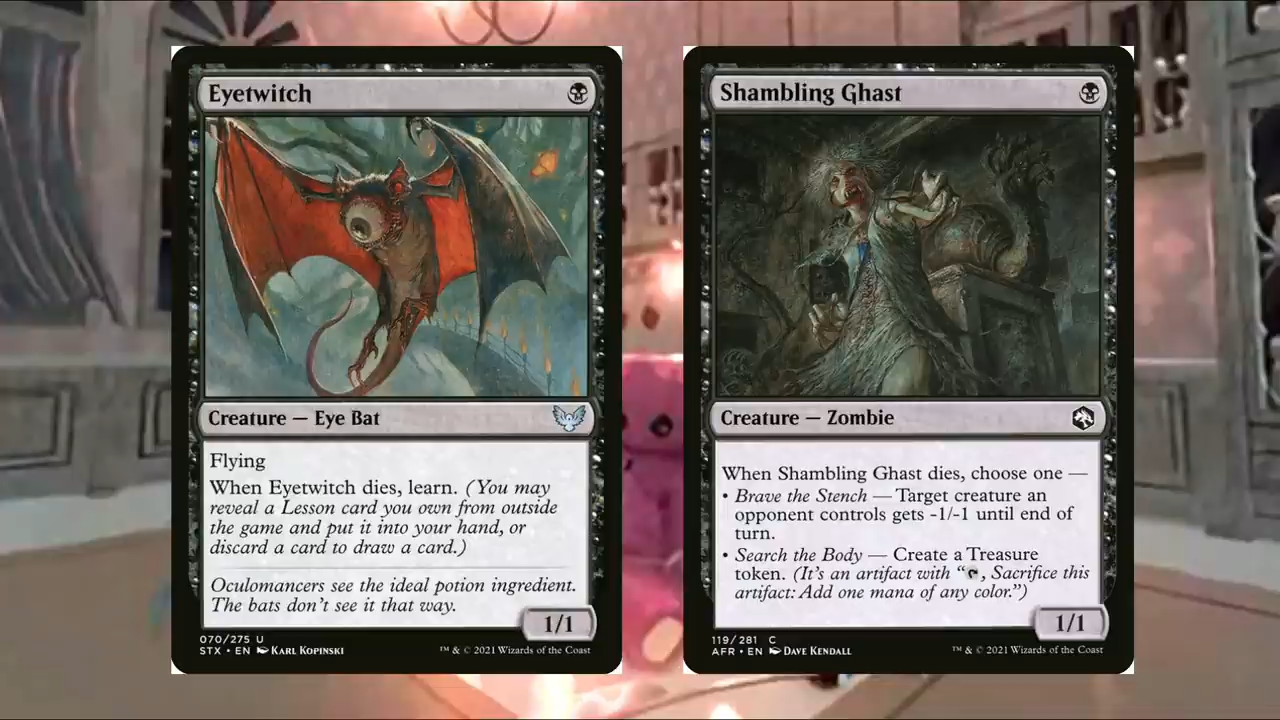 Eyetwitch
Creature — Eye Bat
Flying
When Eyetwitch dies, learn. (You may
reveal a Lesson card you own from outside
the game and put it into your hand, or
discard a card to draw a card.)
Oculomancers see the ideal potion ingredient.
The bats don't see it that way.
1/1
070/275 U
STX • EN KARL KOPINSKI
™ & © 2021 Wizards of the Coast
Shambling Ghast
Creature — Zombie
When Shambling Ghast dies, choose one —
• Brave the Stench — Target creature an
opponent controls gets -1/-1 until end of
turn.
• Search the Body — Create a Treasure
token. (It's an artifact with “, Sacrifice this
artifact: Add one mana of any color.”)
1/1
119/281 C
AFR • EN DAVE KENDALL
™ & © 2021 Wizards of the Coast